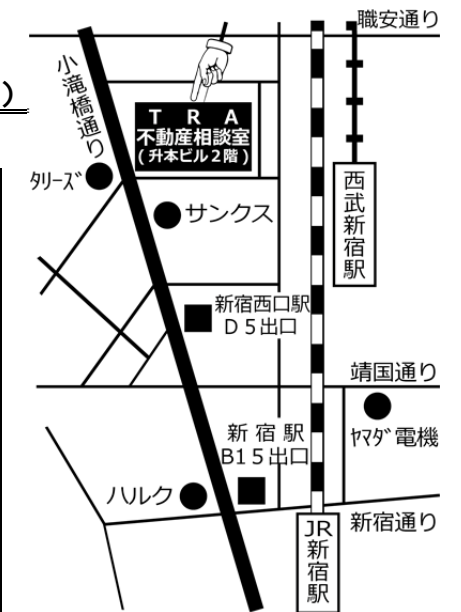 職安通り
)
小滝橋通り
T R A
不動産相談室
(升本ビル2階)
タリーズ
サンクス
西武新宿駅
新宿西口駅
D5出口
靖国通り
ヤマダ電機
新宿駅
B15出口
ハルク
新宿通り
JR新宿駅